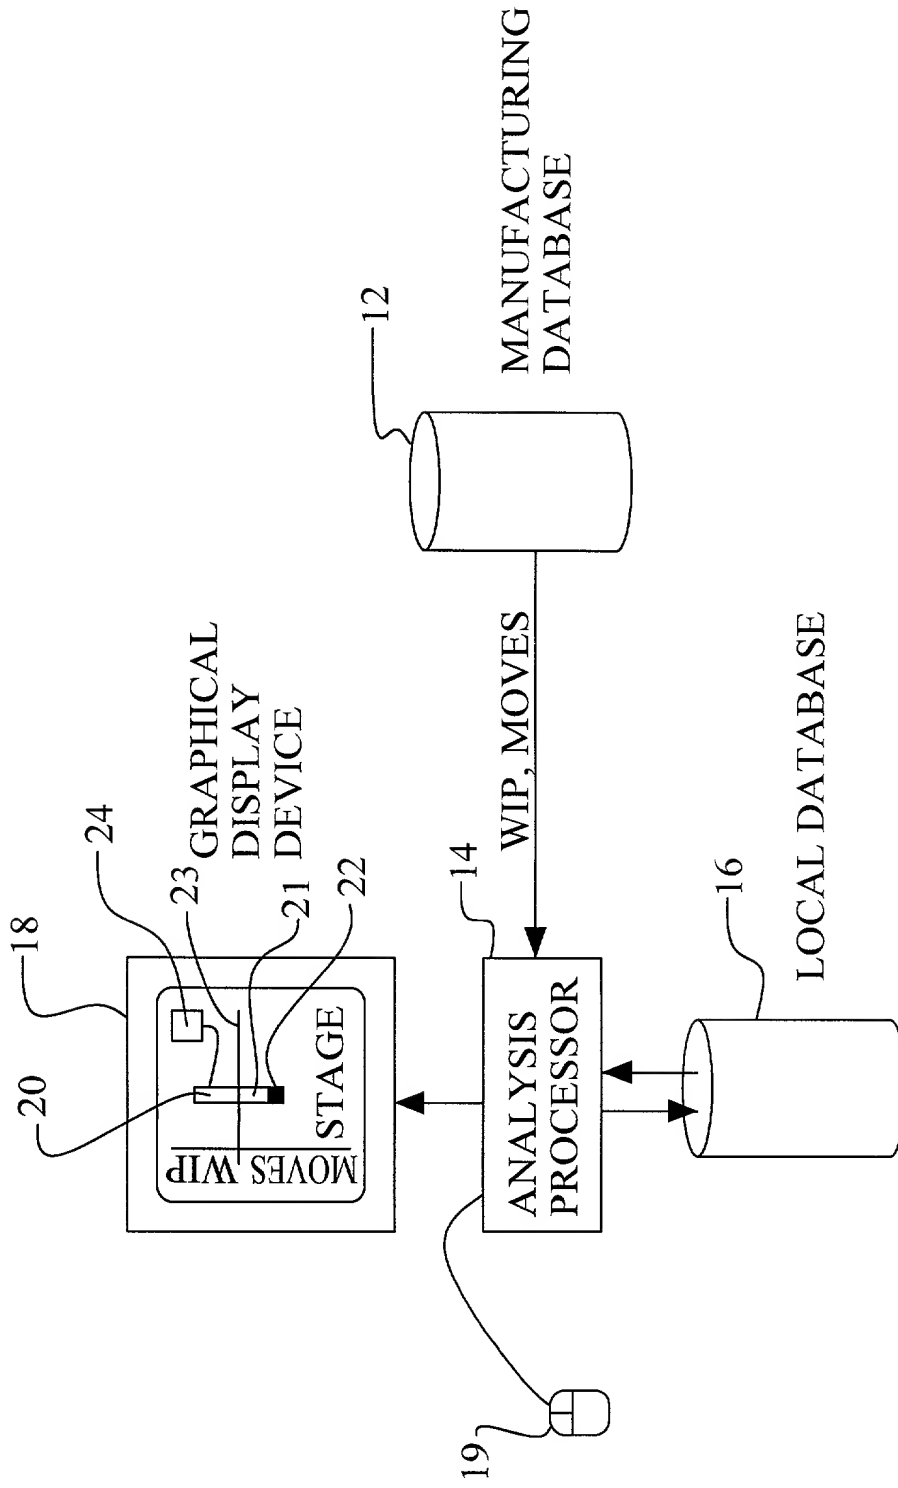 18
24
20
23
GRAPHICAL
DISPLAY
DEVICE
21
22
MOVES WIP
STAGE
12
MANUFACTURING
DATABASE
WIP, MOVES
14
ANALYSIS
PROCESSOR
19
16
LOCAL DATABASE